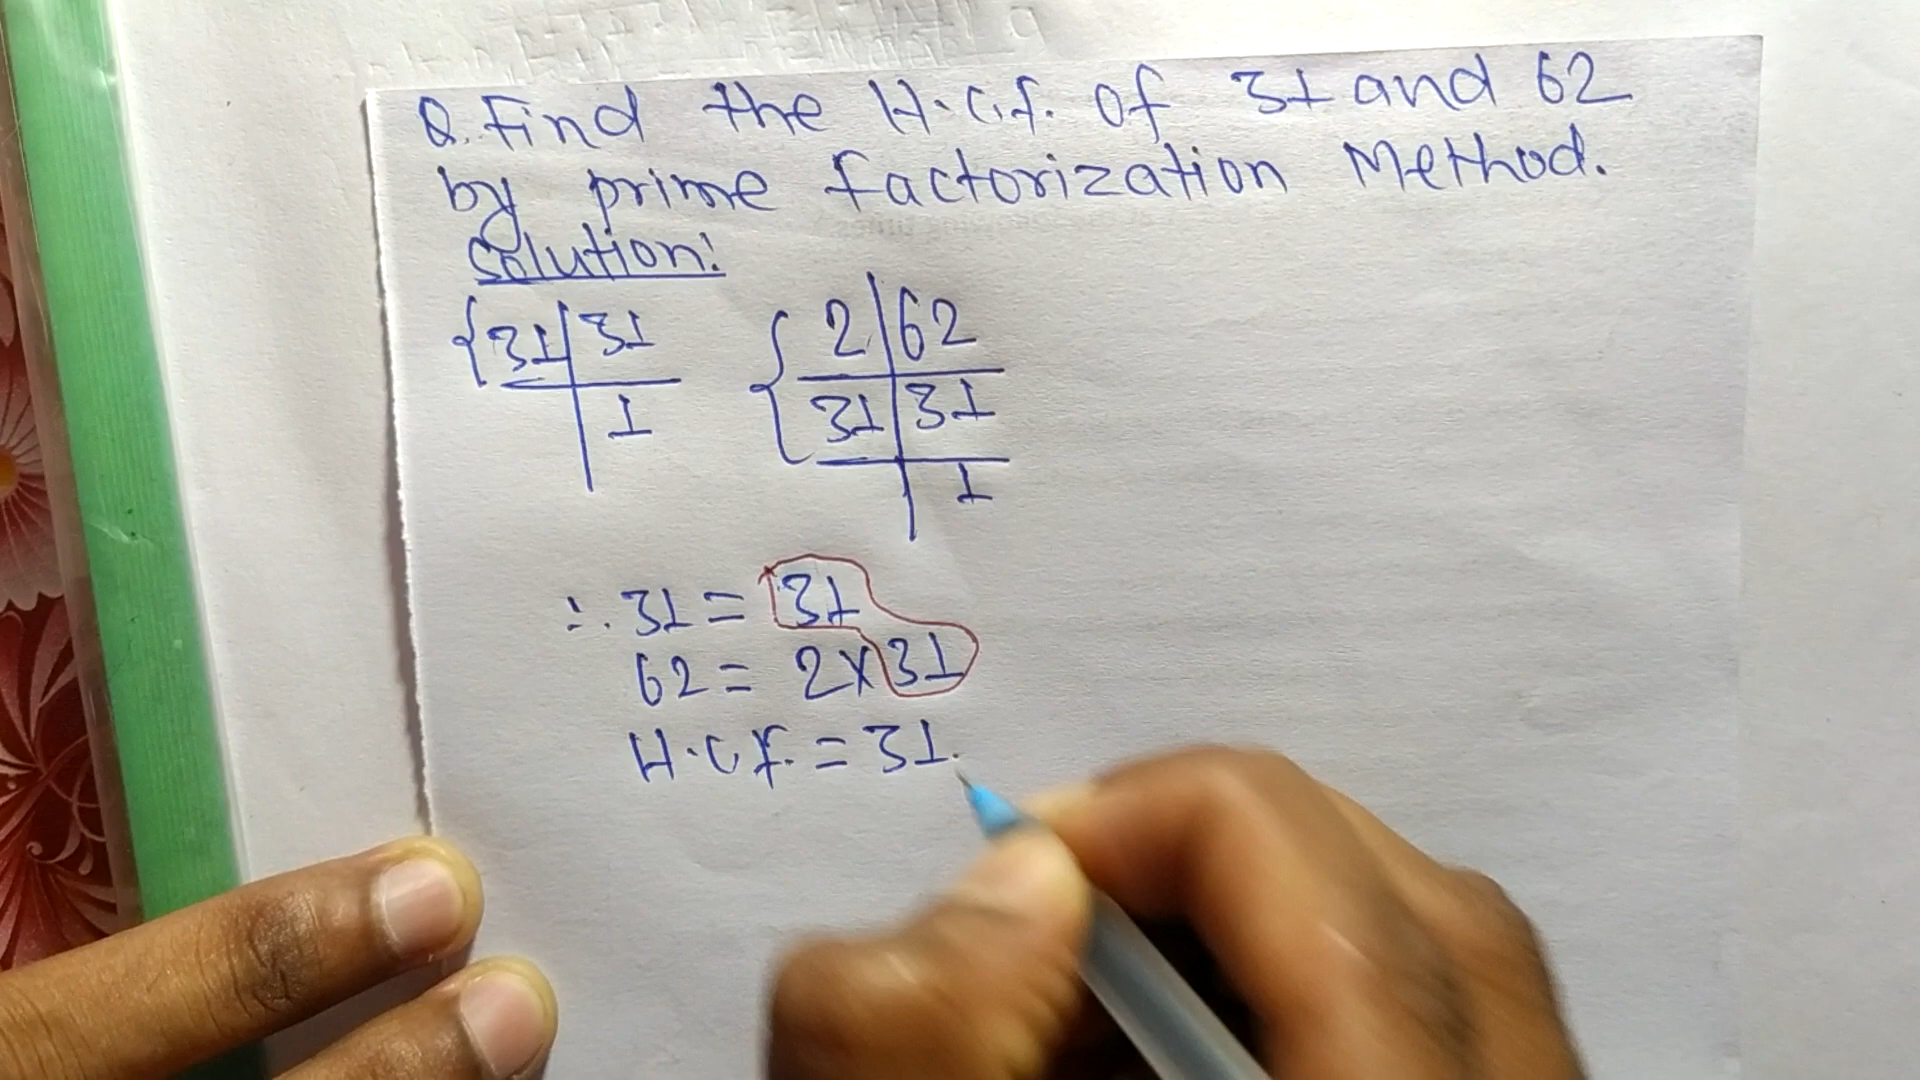 Q. Find the H.C.f. of 31 and 62
by prime factorization Method.
Solution:
31 | 31
1
2 | 62
31 | 31
1
∴ 31 = 31
62 = 2×31
H.C.F. = 31.